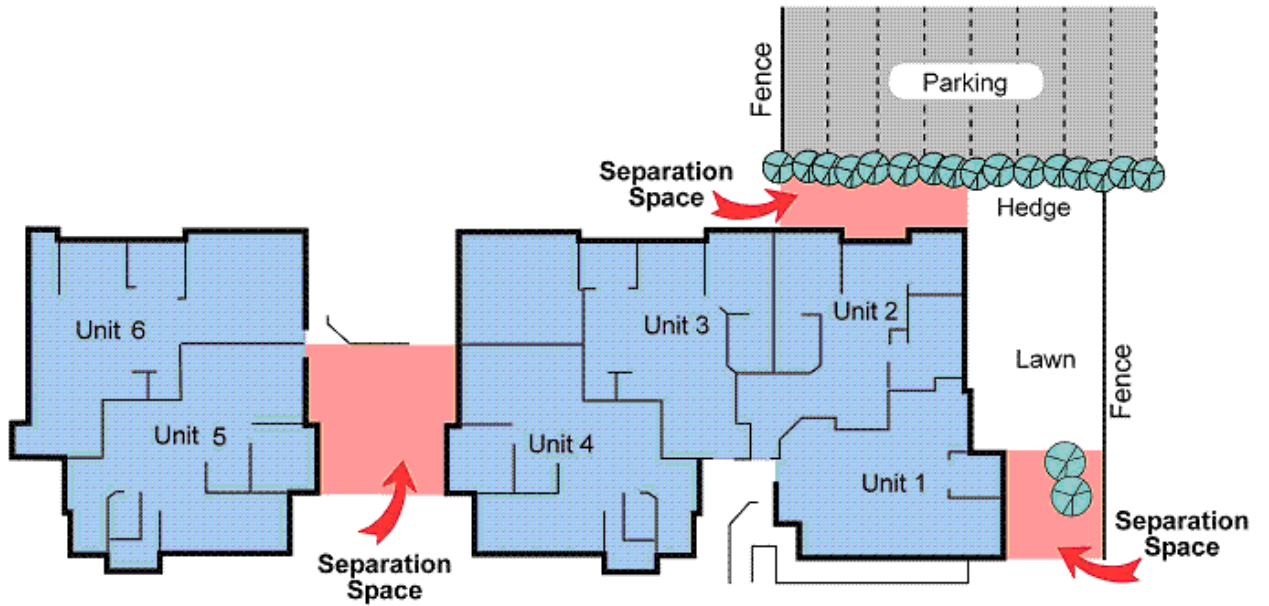 Fence
Parking
Separation
Space
Hedge
Unit 6
Unit 3
Unit 2
Lawn
Fence
Unit 5
Unit 4
Unit 1
Separation
Space
Separation
Space